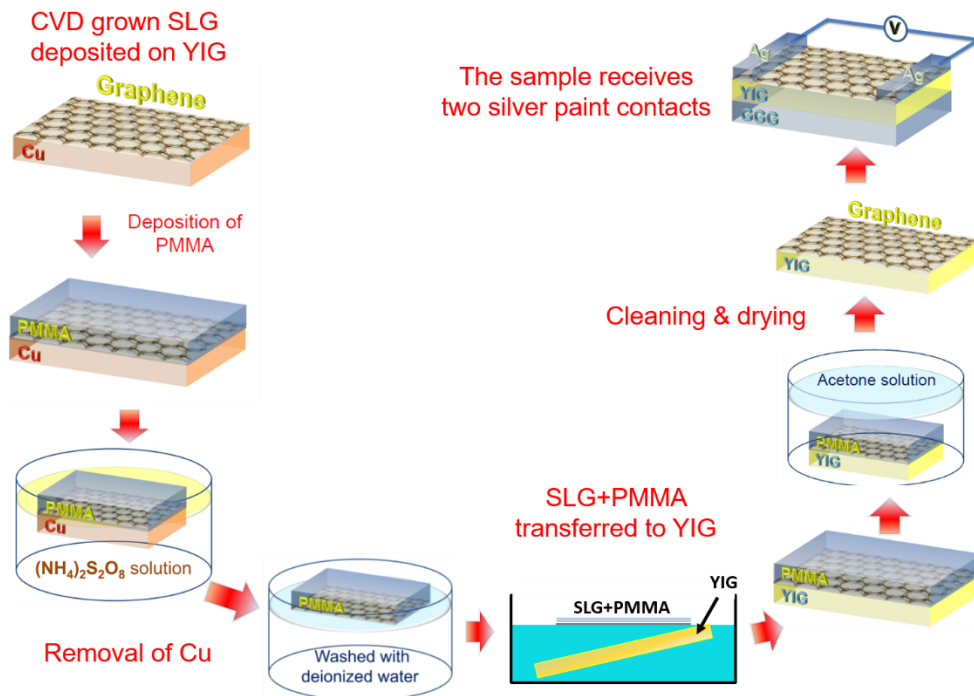 CVD grown SLG
deposited on YIG
Graphene
Cu
Deposition of
PMMA
PMMA
Cu
PMMA
Cu
(NH₄)₂S₂O₈ solution
Removal of Cu
PMMA
Washed with
deionized water
SLG+PMMA
transferred to YIG
YIG
SLG+PMMA
PMMA
YIG
Acetone solution
PMMA
YIG
Cleaning & drying
Graphene
YIG
The sample receives
two silver paint contacts
V
Ag
Ag
YIG
GGG